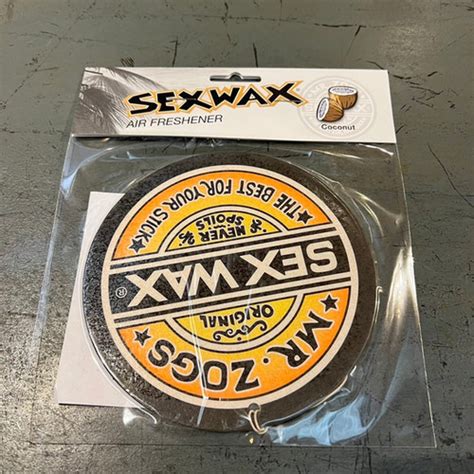 SEXWAX
AIR FRESHENER
Coconut
MR. ZOGS
ORIGINAL
SEX WAX®
NEVER
SPOILS
THE BEST FOR YOUR STICK